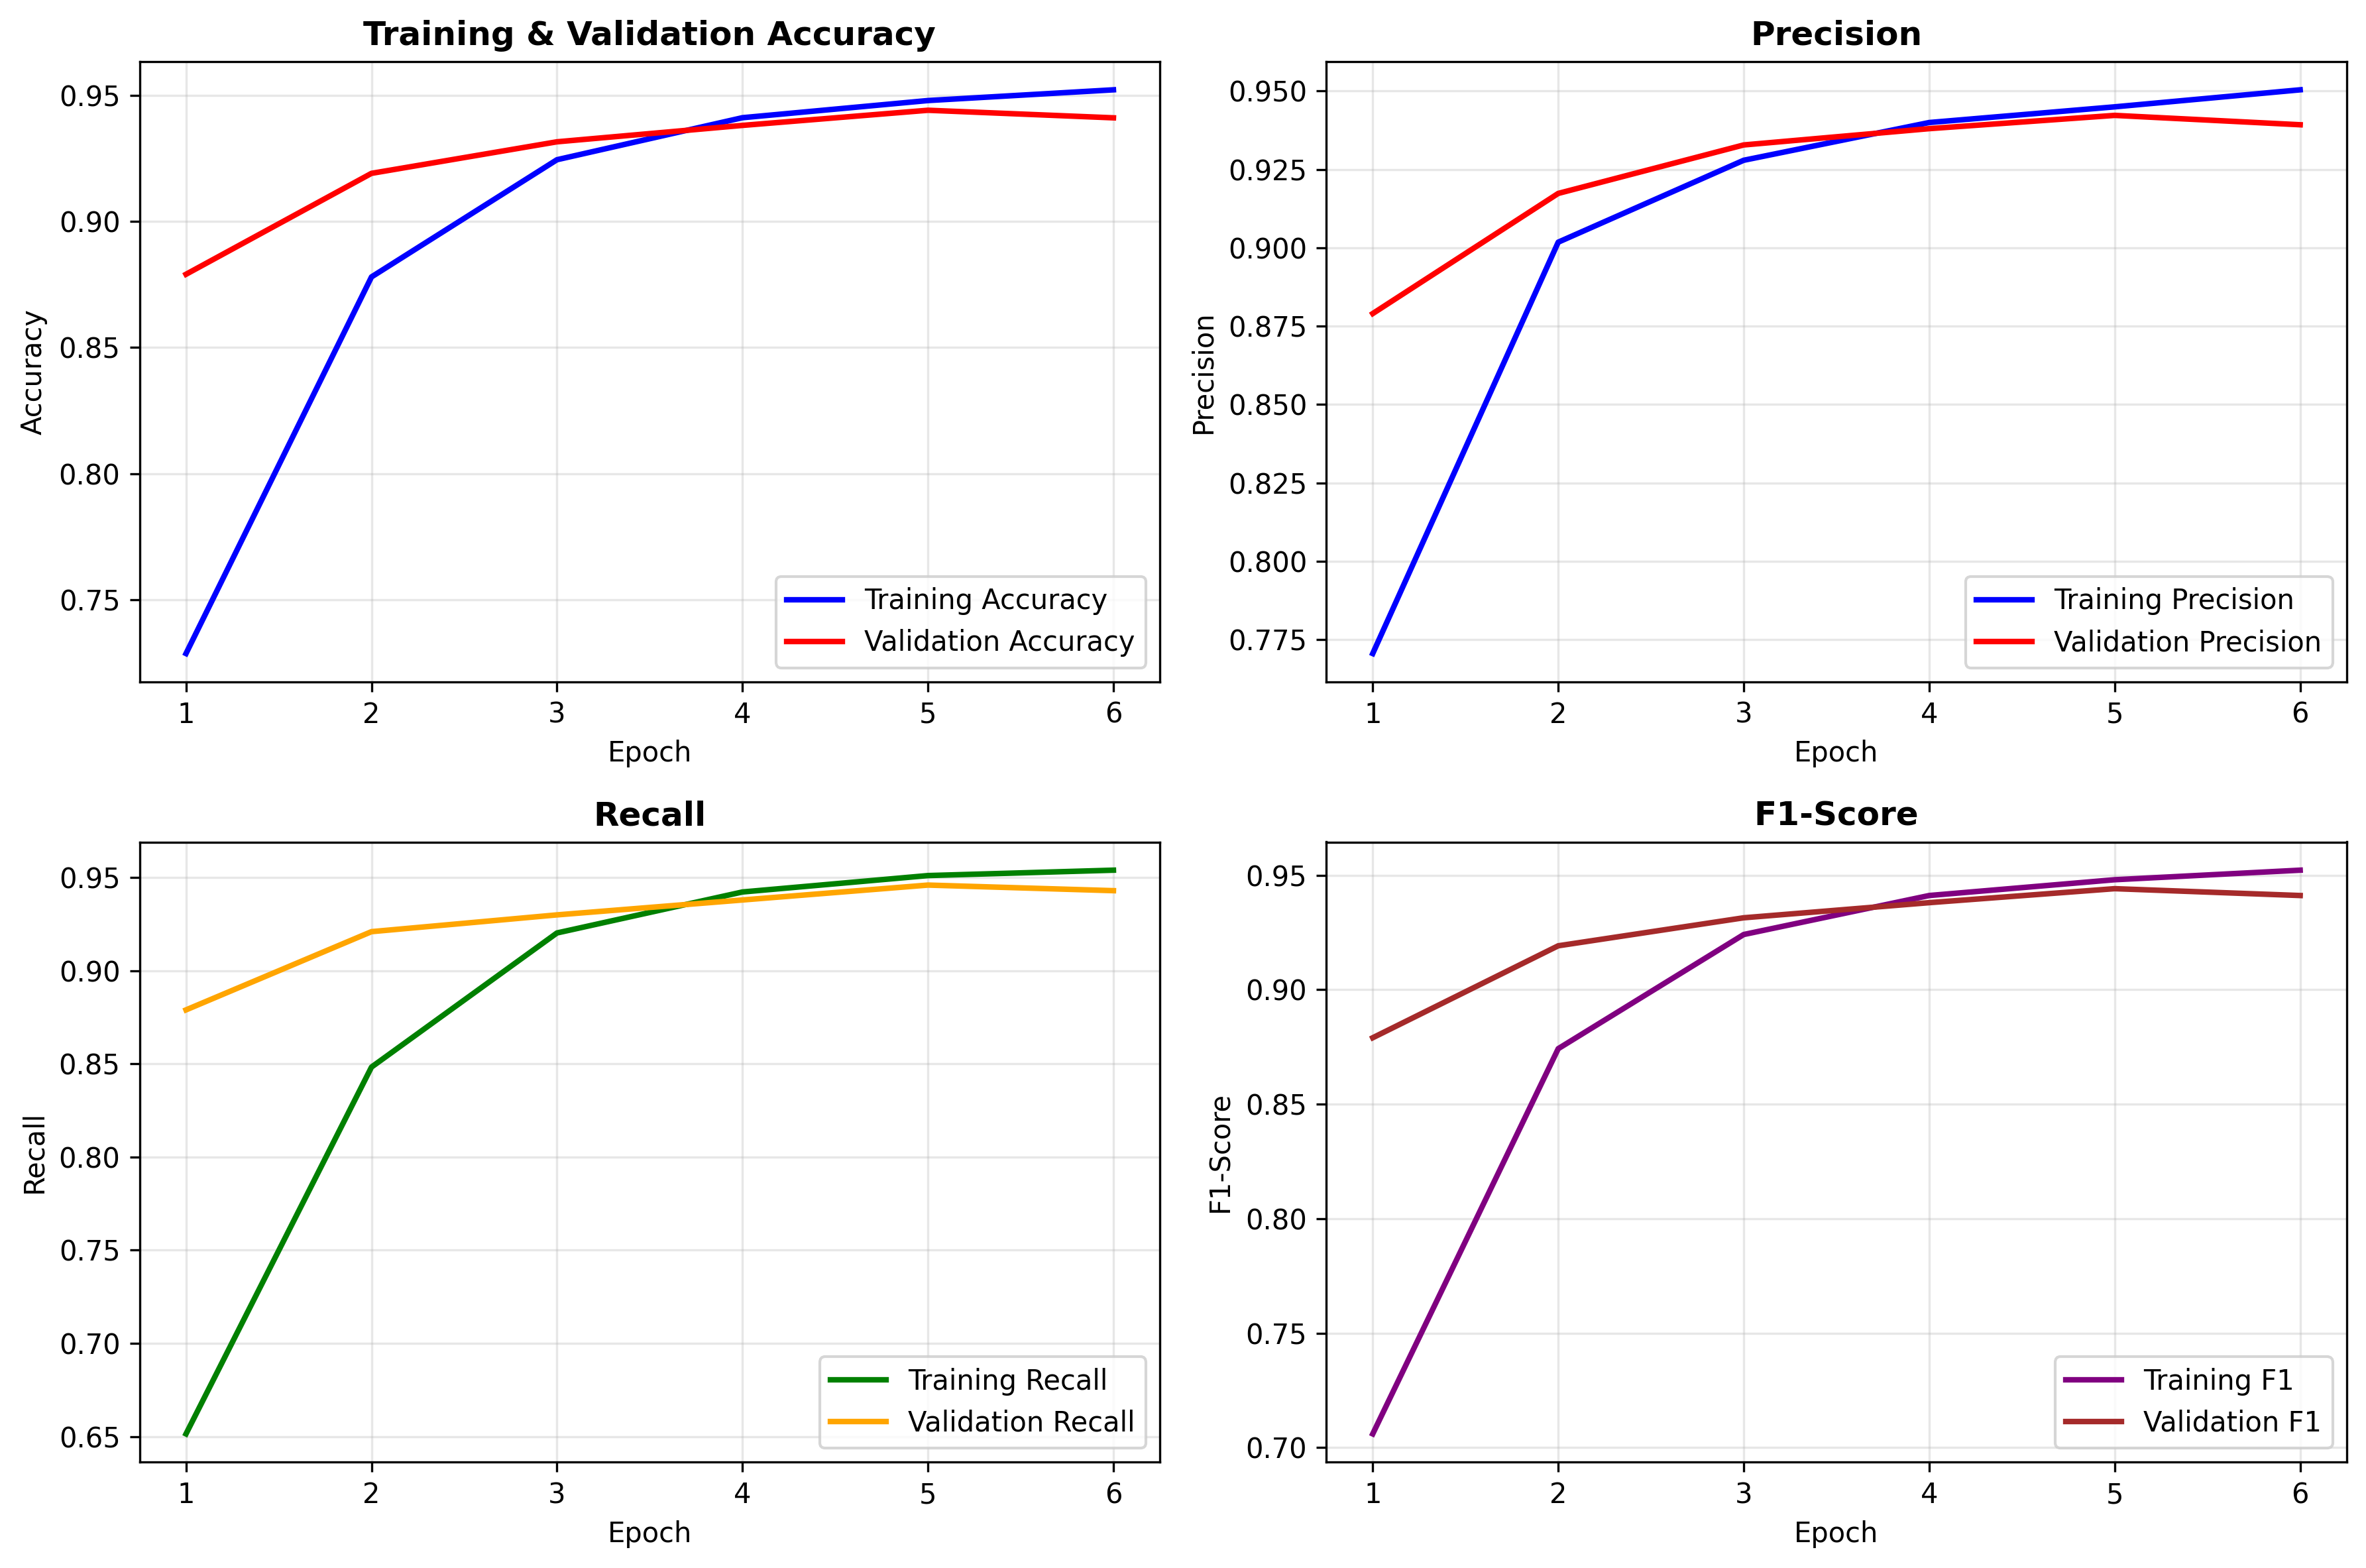 Training & Validation Accuracy
0.95
0.90
0.85
0.80
0.75
Accuracy
1 2 3 4 5 6
Epoch
Training Accuracy
Validation Accuracy
Precision
0.950
0.925
0.900
0.875
0.850
0.825
0.800
0.775
Precision
1 2 3 4 5 6
Epoch
Training Precision
Validation Precision
Recall
0.95
0.90
0.85
0.80
0.75
0.70
0.65
Recall
1 2 3 4 5 6
Epoch
Training Recall
Validation Recall
F1-Score
0.95
0.90
0.85
0.80
0.75
0.70
F1-Score
1 2 3 4 5 6
Epoch
Training F1
Validation F1